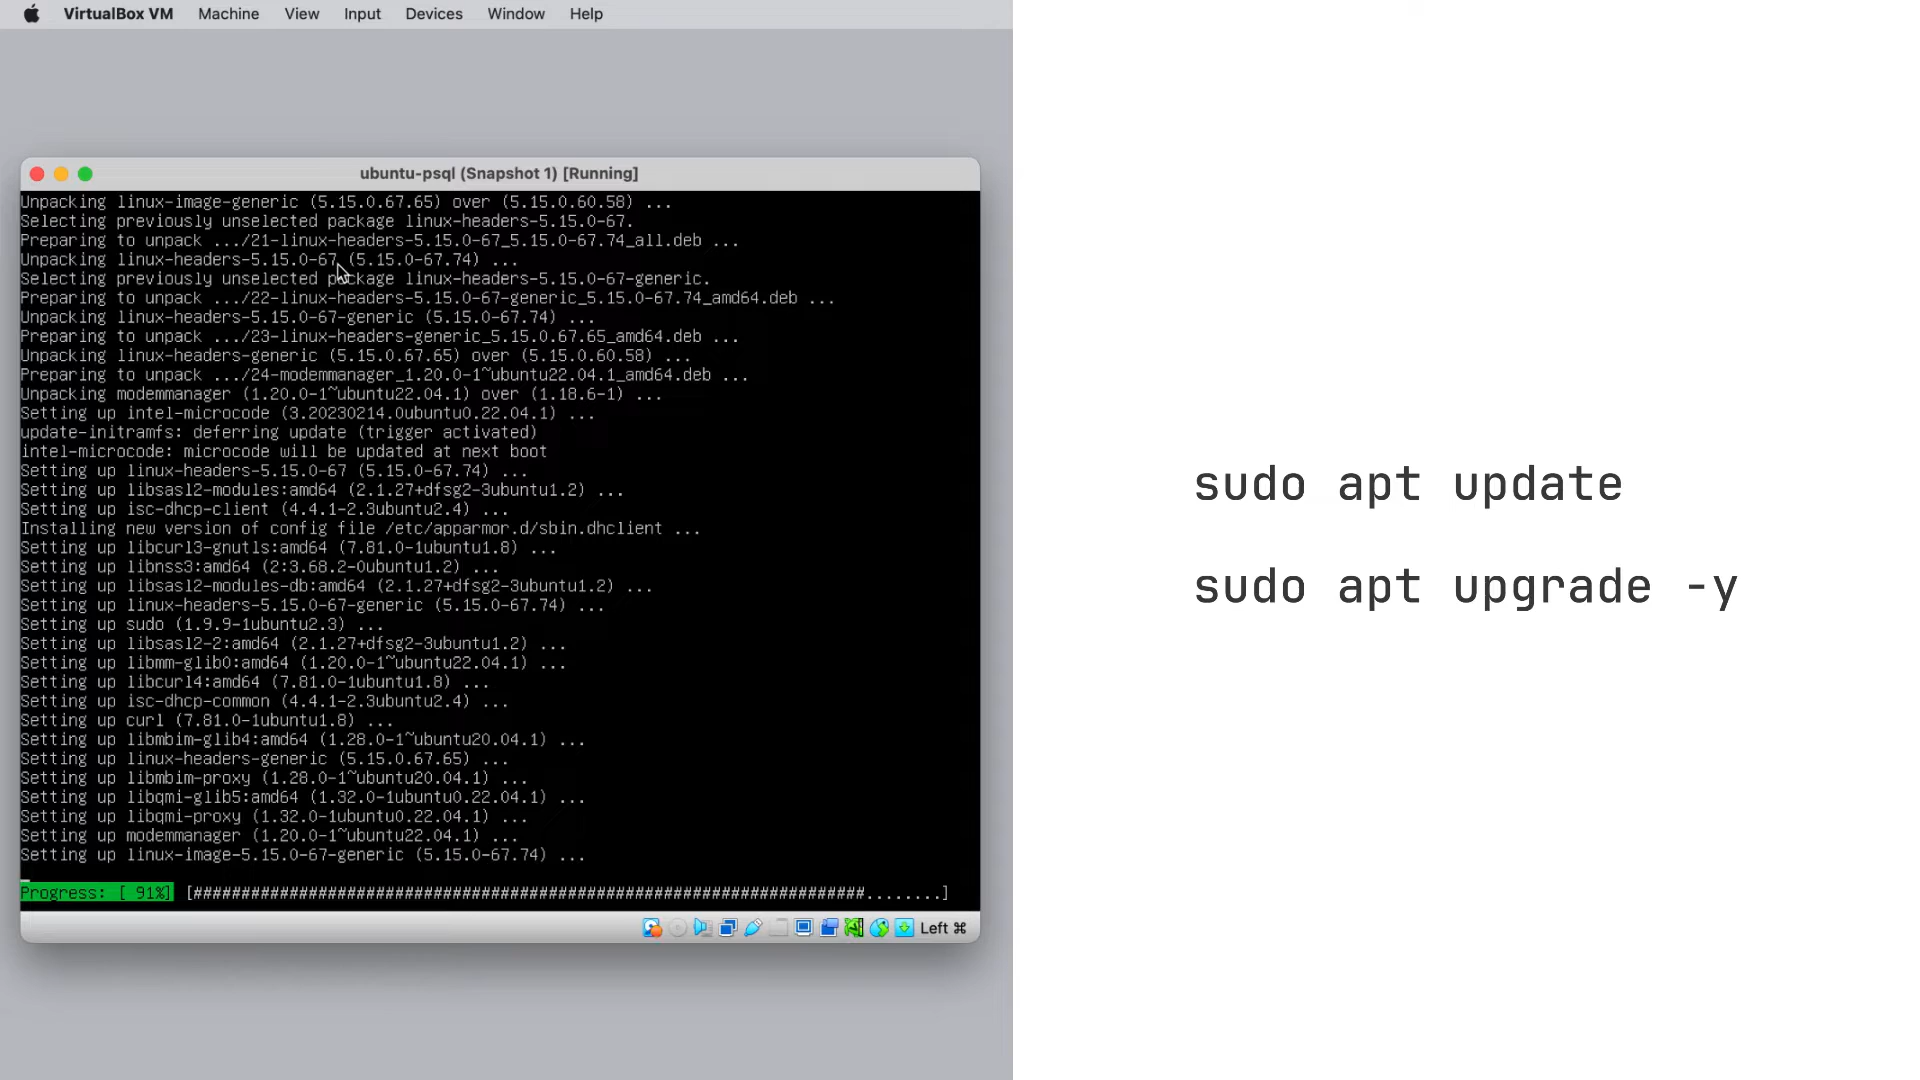 VirtualBox VM Machine View Input Devices Window Help
ubuntu-psql (Snapshot 1) [Running]
Unpacking linux-image-generic (5.15.0.67.65) over (5.15.0.60.58) ...
Selecting previously unselected package linux-headers-5.15.0-67.
Preparing to unpack .../21-linux-headers-5.15.0-67_5.15.0-67.74_all.deb ...
Unpacking linux-headers-5.15.0-67 (5.15.0-67.74) ...
Selecting previously unselected package linux-headers-5.15.0-67-generic.
Preparing to unpack .../22-linux-headers-5.15.0-67-generic_5.15.0-67.74_amd64.deb ...
Unpacking linux-headers-5.15.0-67-generic (5.15.0-67.74) ...
Preparing to unpack .../23-linux-headers-generic_5.15.0.67.65_amd64.deb ...
Unpacking linux-headers-generic (5.15.0.67.65) over (5.15.0.60.58) ...
Preparing to unpack .../24-modemmanager_1.20.0-1~ubuntu22.04.1_amd64.deb ...
Unpacking modemmanager (1.20.0-1~ubuntu22.04.1) over (1.18.6-1) ...
Setting up intel-microcode (3.20230214.0ubuntu0.22.04.1) ...
update-initramfs: deferring update (trigger activated)
intel-microcode: microcode will be updated at next boot
Setting up linux-headers-5.15.0-67 (5.15.0-67.74) ...
Setting up libsasl2-modules:amd64 (2.1.27+dfsg2-3ubuntu1.2) ...
Setting up isc-dhcp-client (4.4.1-2.3ubuntu2.4) ...
Installing new version of config file /etc/apparmor.d/sbin.dhclient ...
Setting up libcurl3-gnutls:amd64 (7.81.0-1ubuntu1.8) ...
Setting up libnss3:amd64 (2:3.68.2-0ubuntu1.2) ...
Setting up libsasl2-modules-db:amd64 (2.1.27+dfsg2-3ubuntu1.2) ...
Setting up linux-headers-5.15.0-67-generic (5.15.0-67.74) ...
Setting up sudo (1.9.9-1ubuntu2.3) ...
Setting up libsasl2-2:amd64 (2.1.27+dfsg2-3ubuntu1.2) ...
Setting up libmm-glib0:amd64 (1.20.0-1~ubuntu22.04.1) ...
Setting up libcurl4:amd64 (7.81.0-1ubuntu1.8) ...
Setting up isc-dhcp-common (4.4.1-2.3ubuntu2.4) ...
Setting up curl (7.81.0-1ubuntu1.8) ...
Setting up libmbim-glib4:amd64 (1.28.0-1~ubuntu20.04.1) ...
Setting up linux-headers-generic (5.15.0.67.65) ...
Setting up libmbim-proxy (1.28.0-1~ubuntu20.04.1) ...
Setting up libqmi-glib5:amd64 (1.32.0-1ubuntu0.22.04.1) ...
Setting up libqmi-proxy (1.32.0-1ubuntu0.22.04.1) ...
Setting up modemmanager (1.20.0-1~ubuntu22.04.1) ...
Setting up linux-image-5.15.0-67-generic (5.15.0-67.74) ...
Progress: [ 91%] [######################################################################........]
Left ⌘
sudo apt update
sudo apt upgrade -y